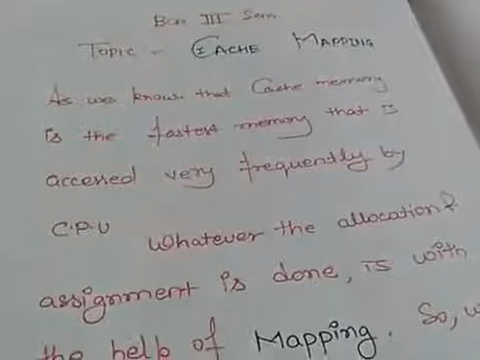 Bca III Sem
Topic - CACHE MAPPING
As we know that Cache memory
is the fastest memory that is
accessed very frequently by
C.P.U whatever the allocation &
assignment is done, is with
the help of Mapping. So,